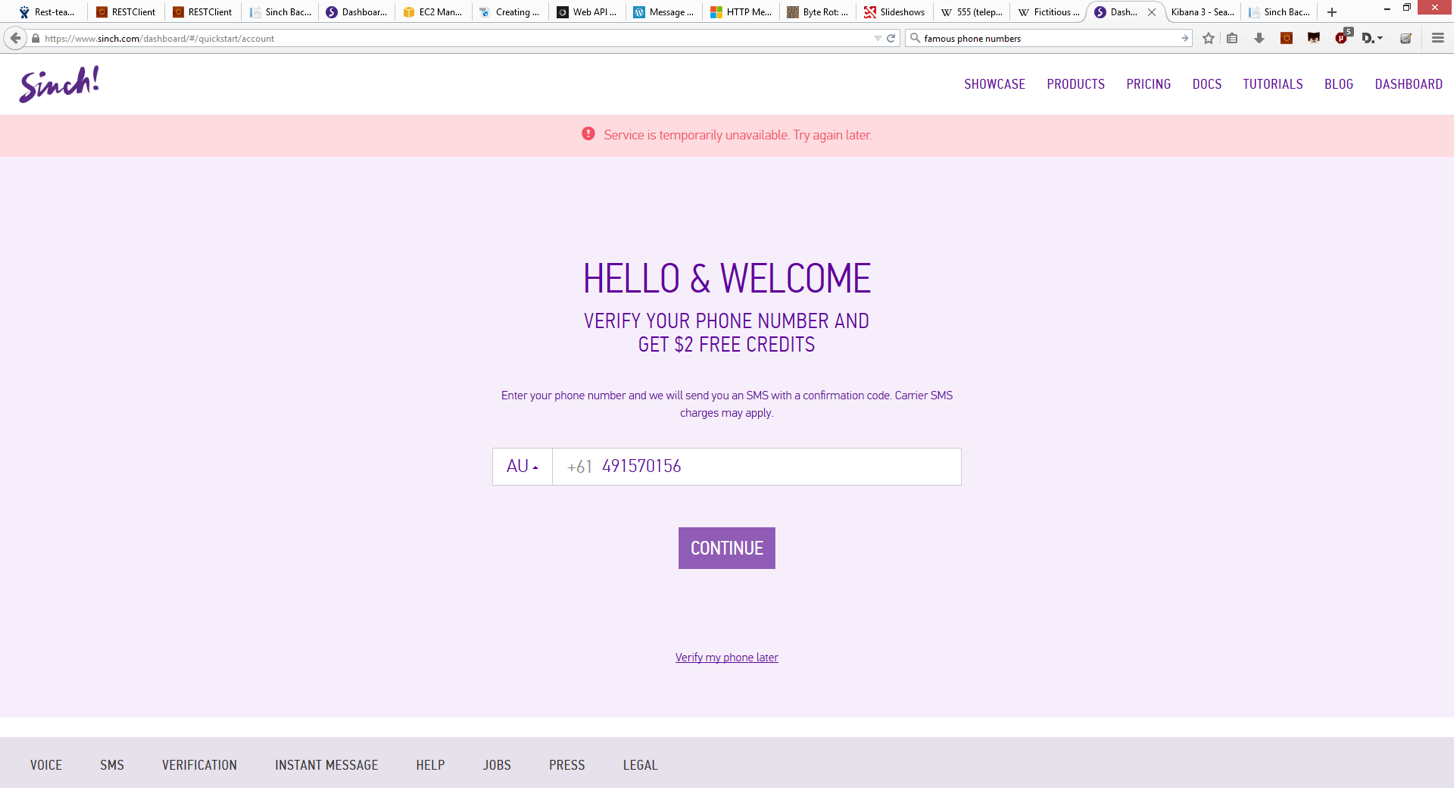 Rest-tea...
RESTClient
RESTClient
Sinch Bac...
Dashboar...
EC2 Man...
Creating ...
Web API ...
Message ...
HTTP Me...
Byte Rot: ...
Slideshows
555 (telep...
Fictitious ...
Dash...
Kibana 3 - Sea...
Sinch Bac...
https://www.sinch.com/dashboard/#/quickstart/account
famous phone numbers
5
D.
Sinch!
SHOWCASE
PRODUCTS
PRICING
DOCS
TUTORIALS
BLOG
DASHBOARD
Service is temporarily unavailable. Try again later.
HELLO & WELCOME
VERIFY YOUR PHONE NUMBER AND
GET $2 FREE CREDITS
Enter your phone number and we will send you an SMS with a confirmation code. Carrier SMS
charges may apply.
AU
+61 491570156
CONTINUE
Verify my phone later
VOICE
SMS
VERIFICATION
INSTANT MESSAGE
HELP
JOBS
PRESS
LEGAL